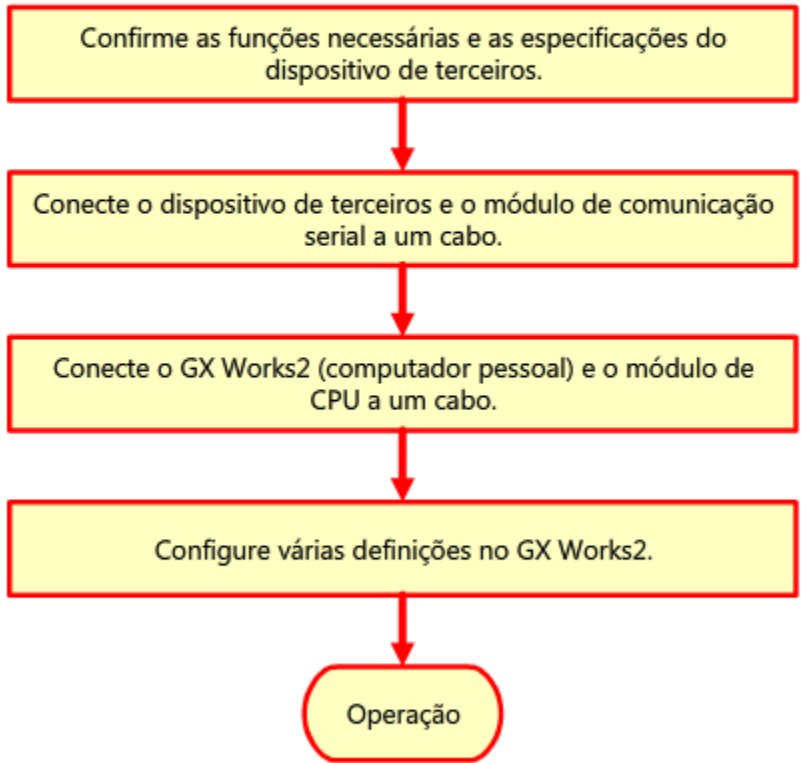 Confirme as funções necessárias e as especificações do
dispositivo de terceiros.
Conecte o dispositivo de terceiros e o módulo de comunicação
serial a um cabo.
Conecte o GX Works2 (computador pessoal) e o módulo de
CPU a um cabo.
Configure várias definições no GX Works2.
Operação